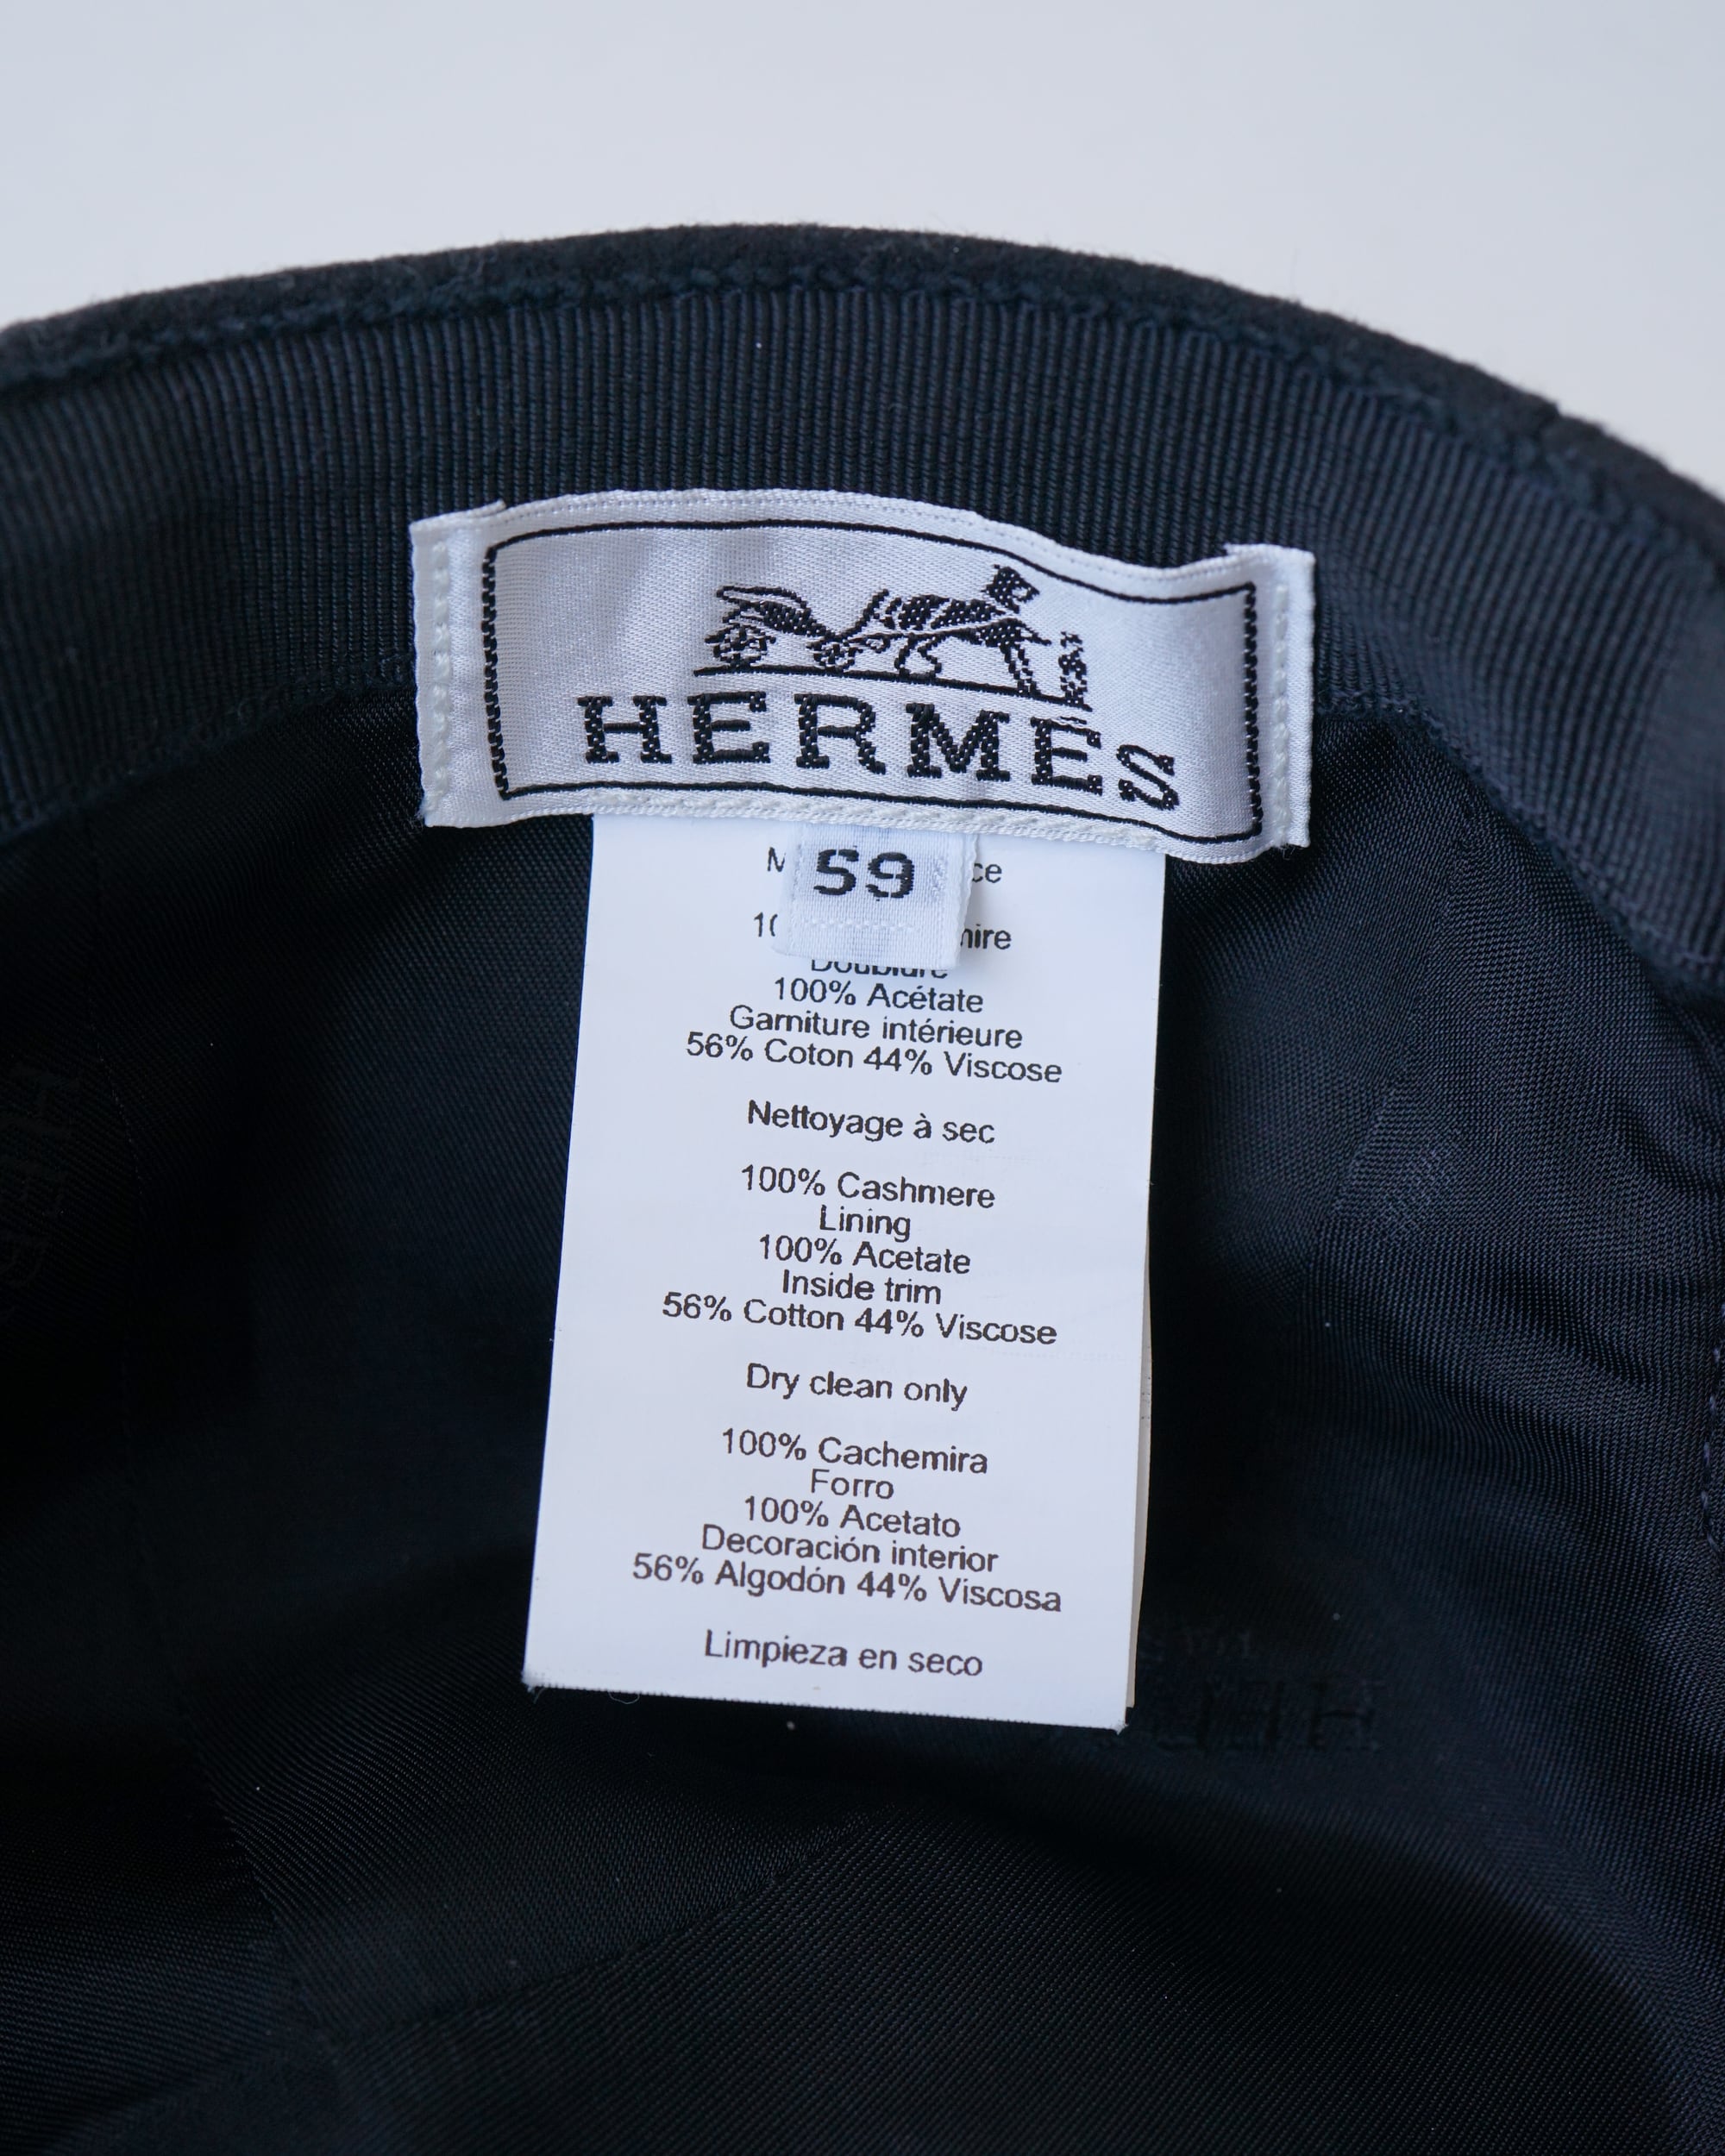 HERMES
59
Doublure
100% Acétate
Garniture intérieure
56% Coton 44% Viscose
Nettoyage à sec
100% Cashmere
Lining
100% Acetate
Inside trim
56% Cotton 44% Viscose
Dry clean only
100% Cachemira
Forro
100% Acetato
Decoración interior
56% Algodón 44% Viscosa
Limpieza en seco